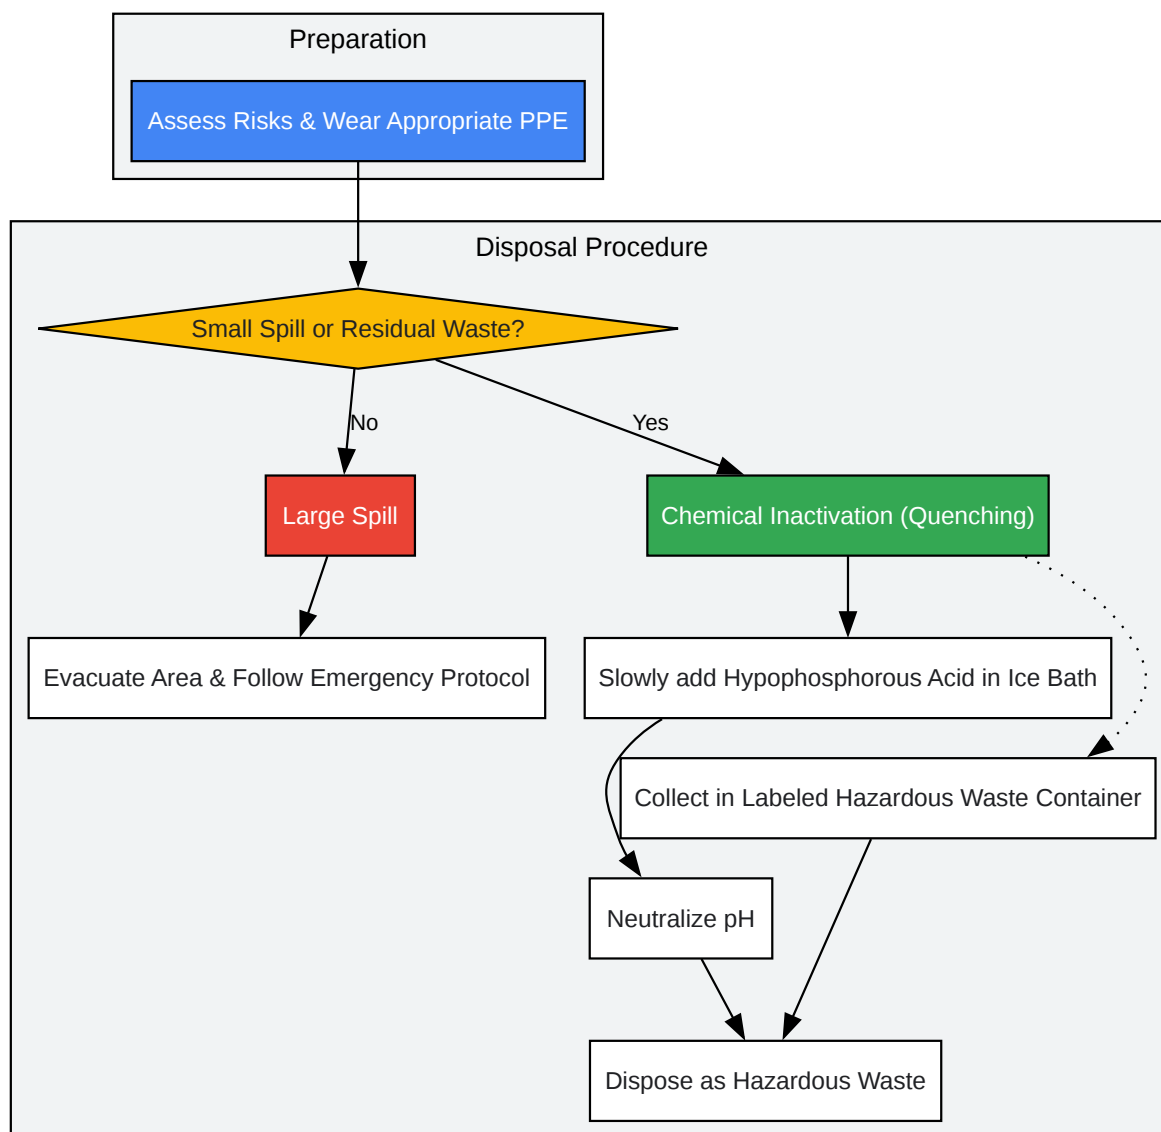 Preparation
Assess Risks & Wear Appropriate PPE
Disposal Procedure
Small Spill or Residual Waste?
No
Yes
Large Spill
Chemical Inactivation (Quenching)
Evacuate Area & Follow Emergency Protocol
Slowly add Hypophosphorous Acid in Ice Bath
Collect in Labeled Hazardous Waste Container
Neutralize pH
Dispose as Hazardous Waste